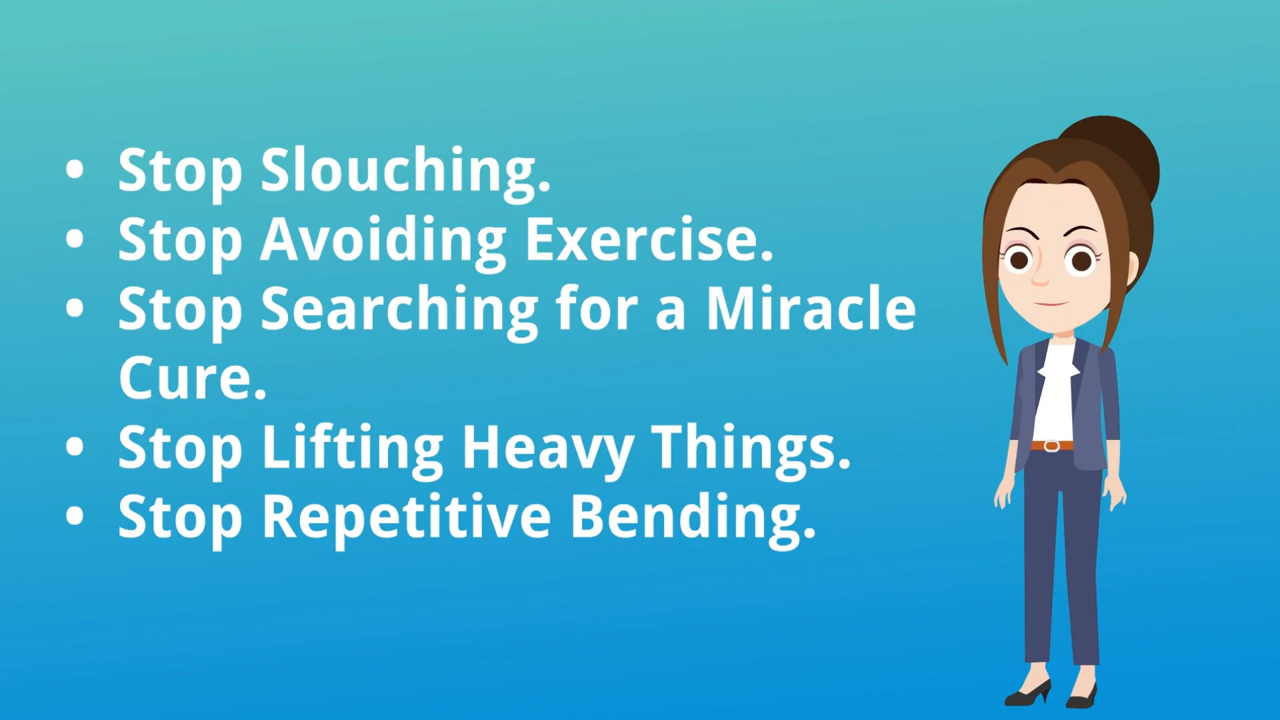 • Stop Slouching.
• Stop Avoiding Exercise.
• Stop Searching for a Miracle
Cure.
• Stop Lifting Heavy Things.
• Stop Repetitive Bending.